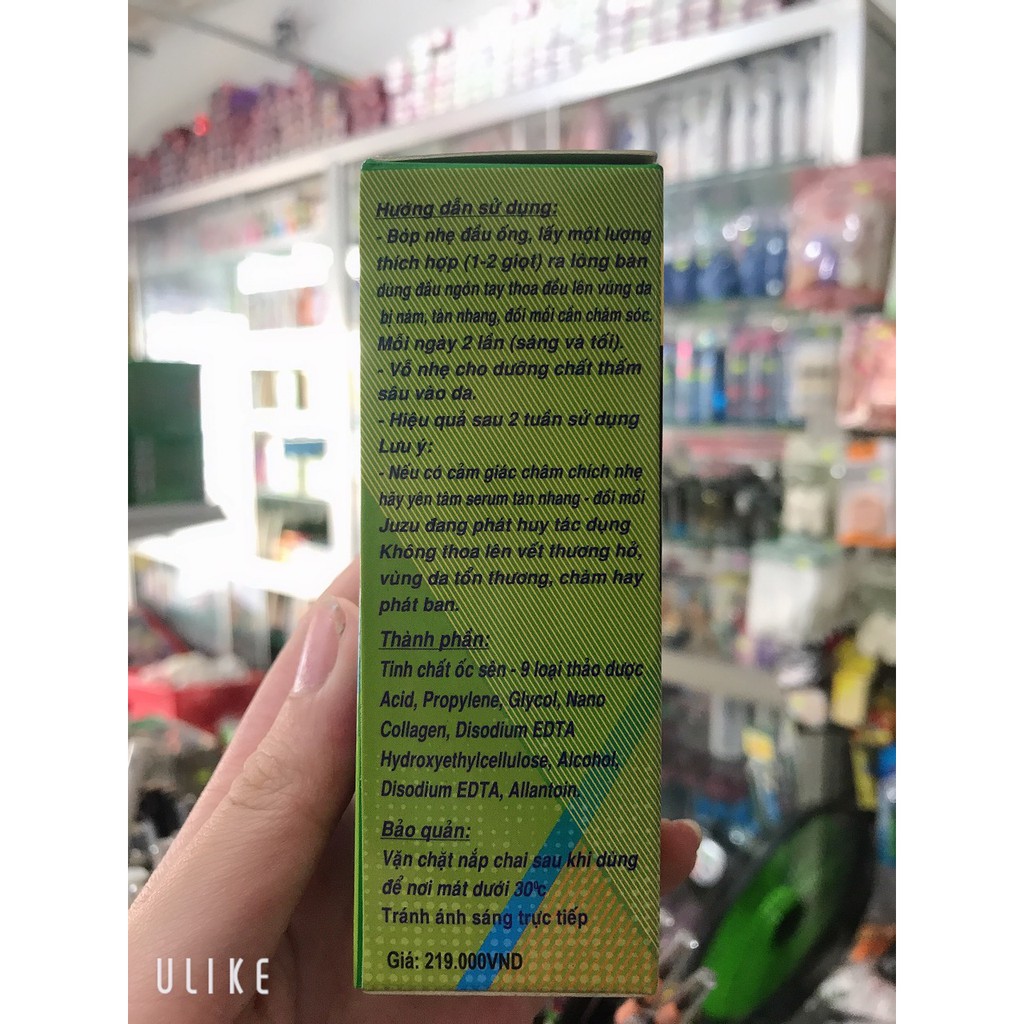 Hướng dẫn sử dụng:
- Bóp nhẹ đầu ống, lấy một lượng
thích hợp (1-2 giọt) ra lòng bàn
dùng đầu ngón tay thoa đều lên vùng da
bị nám, tàn nhang, đồi mồi cần chăm sóc.
Mỗi ngày 2 lần (sáng và tối).
- Vỗ nhẹ cho dưỡng chất thấm
sâu vào da.
- Hiệu quả sau 2 tuần sử dụng
Lưu ý:
- Nếu có cảm giác châm chích nhẹ
hãy yên tâm serum tàn nhang - đồi mồi
Juzu đang phát huy tác dụng
Không thoa lên vết thương hở,
vùng da tổn thương, chàm hay
phát ban.
Thành phần:
Tinh chất ốc sên - 9 loại thảo dược
Acid, Propylene, Glycol, Nano
Collagen, Disodium EDTA
Hydroxyethylcellulose, Alcohol,
Disodium EDTA, Allantoin.
Bảo quản:
Vặn chặt nắp chai sau khi dùng
để nơi mát dưới 30ºc
Tránh ánh sáng trực tiếp
Giá: 219.000VND
ULIKE